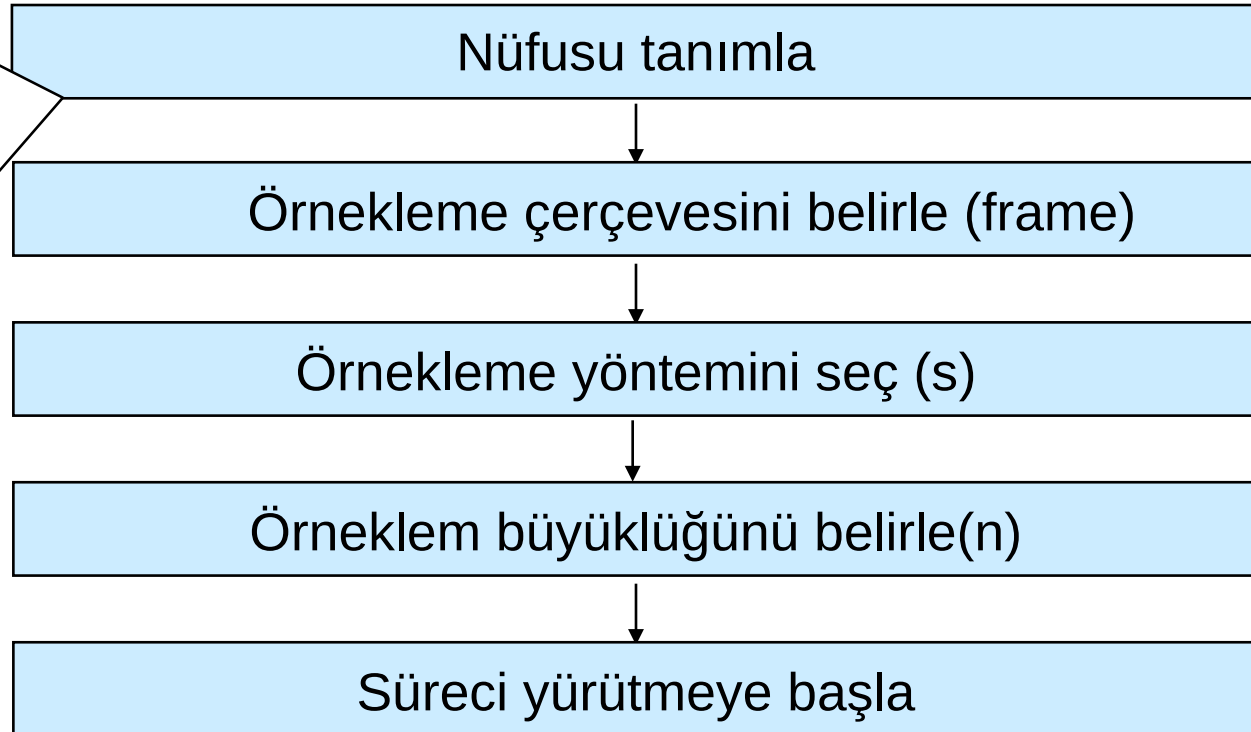 Nüfusu tanımla
Örnekleme çerçevesini belirle (frame)
Örnekleme yöntemini seç (s)
Örneklem büyüklüğünü belirle(n)
Süreci yürütmeye başla